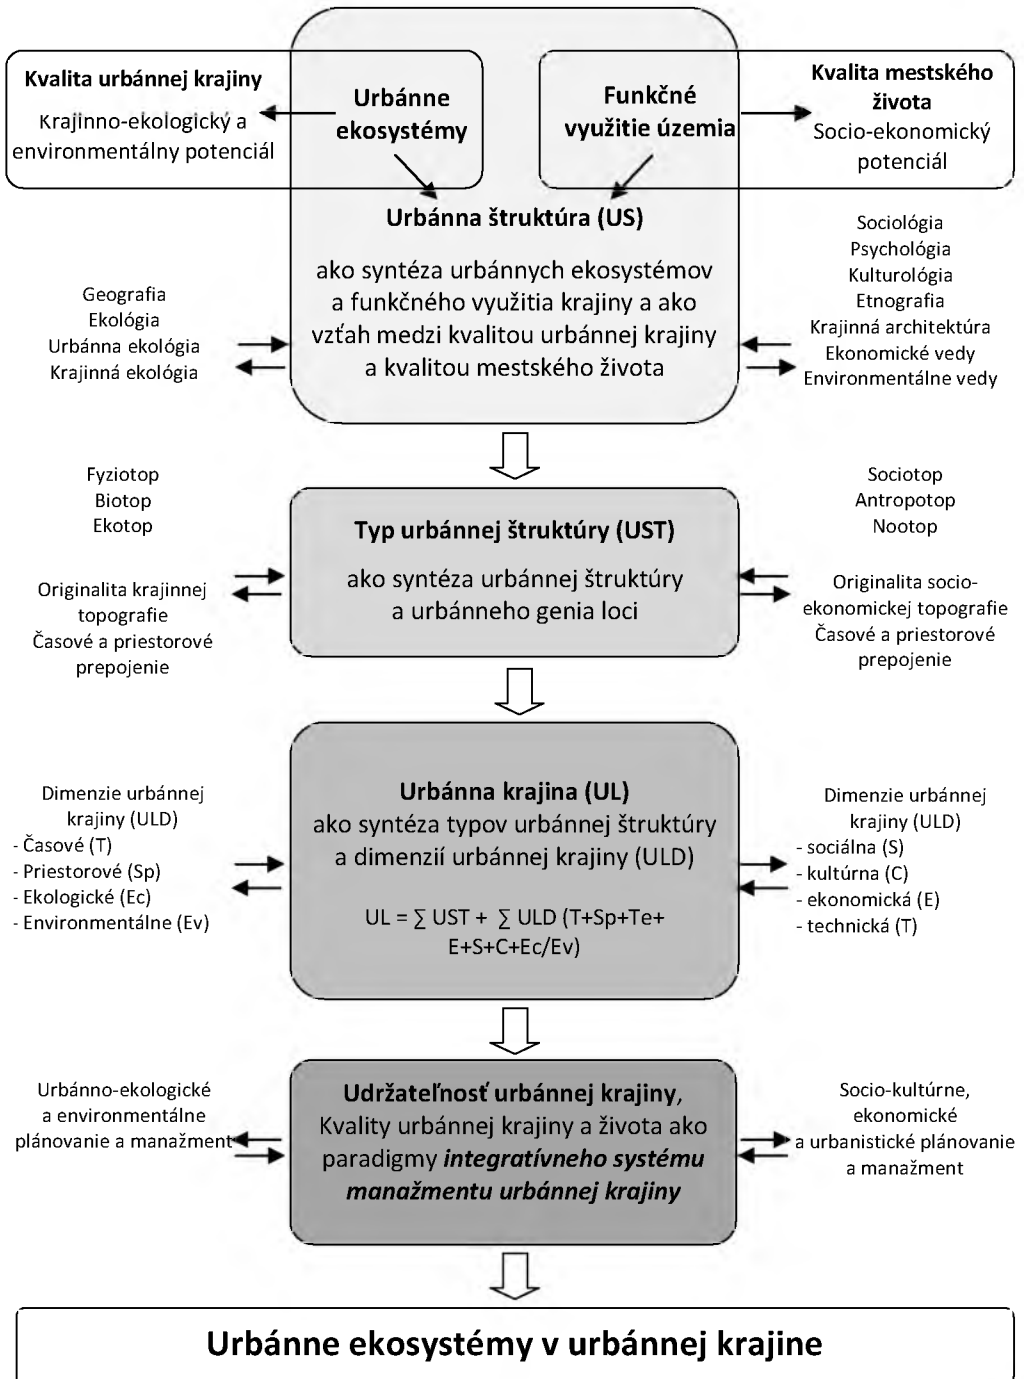 Kvalita urbánnej krajiny
Krajinno-ekologický a
environmentálny potenciál
Urbánne
ekosystémy
Funkčné
využitie územia
Kvalita mestského
života
Socio-ekonomický
potenciál
Urbánna štruktúra (US)
ako syntéza urbánnych ekosystémov
a funkčného využitia krajiny a ako
vzťah medzi kvalitou urbánnej krajiny
a kvalitou mestského života
Geografia
Ekológia
Urbánna ekológia
Krajinná ekológia
Sociológia
Psychológia
Kulturológia
Etnografia
Krajinná architektúra
Ekonomické vedy
Environmentálne vedy
Fyziotop
Biotop
Ekotop
Originalita krajinnej
topografie
Časové a priestorové
prepojenie
Typ urbánnej štruktúry (UST)
ako syntéza urbánnej štruktúry
a urbánneho genia loci
Sociotop
Antropotop
Nootop
Originalita socio-
ekonomickej topografie
Časové a priestorové
prepojenie
Dimenzie urbánnej
krajiny (ULD)
- Časové (T)
- Priestorové (Sp)
- Ekologické (Ec)
- Environmentálne (Ev)
Urbánna krajina (UL)
ako syntéza typov urbánnej štruktúry
a dimenzií urbánnej krajiny (ULD)
UL = ∑ UST + ∑ ULD (T+Sp+Te+
E+S+C+Ec/Ev)
Dimenzie urbánnej
krajiny (ULD)
- sociálna (S)
- kultúrna (C)
- ekonomická (E)
- technická (T)
Urbánno-ekologické
a environmentálne
plánovanie a manažment
Udržateľnosť urbánnej krajiny,
Kvality urbánnej krajiny a života ako
paradigmy integratívneho systému
manažmentu urbánnej krajiny
Socio-kultúrne,
ekonomické
a urbanistické plánovanie
a manažment
Urbánne ekosystémy v urbánnej krajine